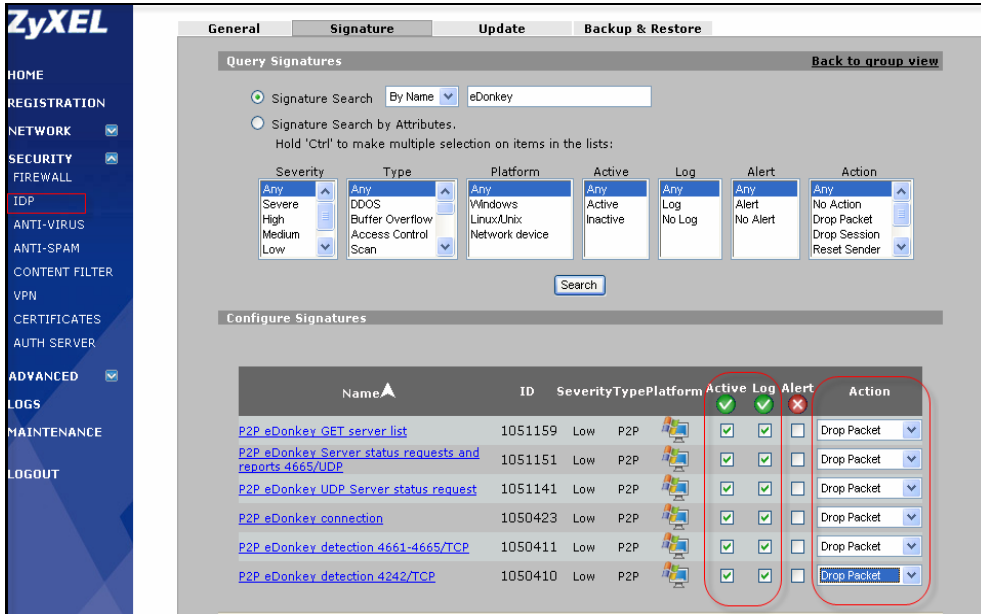 ZyXEL
HOME
REGISTRATION
NETWORK
SECURITY
FIREWALL
IDP
ANTI-VIRUS
ANTI-SPAM
CONTENT FILTER
VPN
CERTIFICATES
AUTH SERVER
ADVANCED
LOGS
MAINTENANCE
LOGOUT
General Signature Update Backup & Restore
Query Signatures Back to group view
Signature Search By Name eDonkey
Signature Search by Attributes.
Hold 'Ctrl' to make multiple selection on items in the lists:
Severity Type Platform Active Log Alert Action
Any Any Any Any Any Any Any
Severe DDOS Windows Active Log Alert No Action
High Buffer Overflow Linux/Unix Inactive No Log No Alert Drop Packet
Medium Access Control Network device Drop Session
Low Scan Reset Sender
Search
Configure Signatures
Name ID Severity Type Platform Active Log Alert Action
P2P eDonkey GET server list 1051159 Low P2P Drop Packet
P2P eDonkey Server status requests and
reports 4665/UDP 1051151 Low P2P Drop Packet
P2P eDonkey UDP Server status request 1051141 Low P2P Drop Packet
P2P eDonkey connection 1050423 Low P2P Drop Packet
P2P eDonkey detection 4661-4665/TCP 1050411 Low P2P Drop Packet
P2P eDonkey detection 4242/TCP 1050410 Low P2P Drop Packet